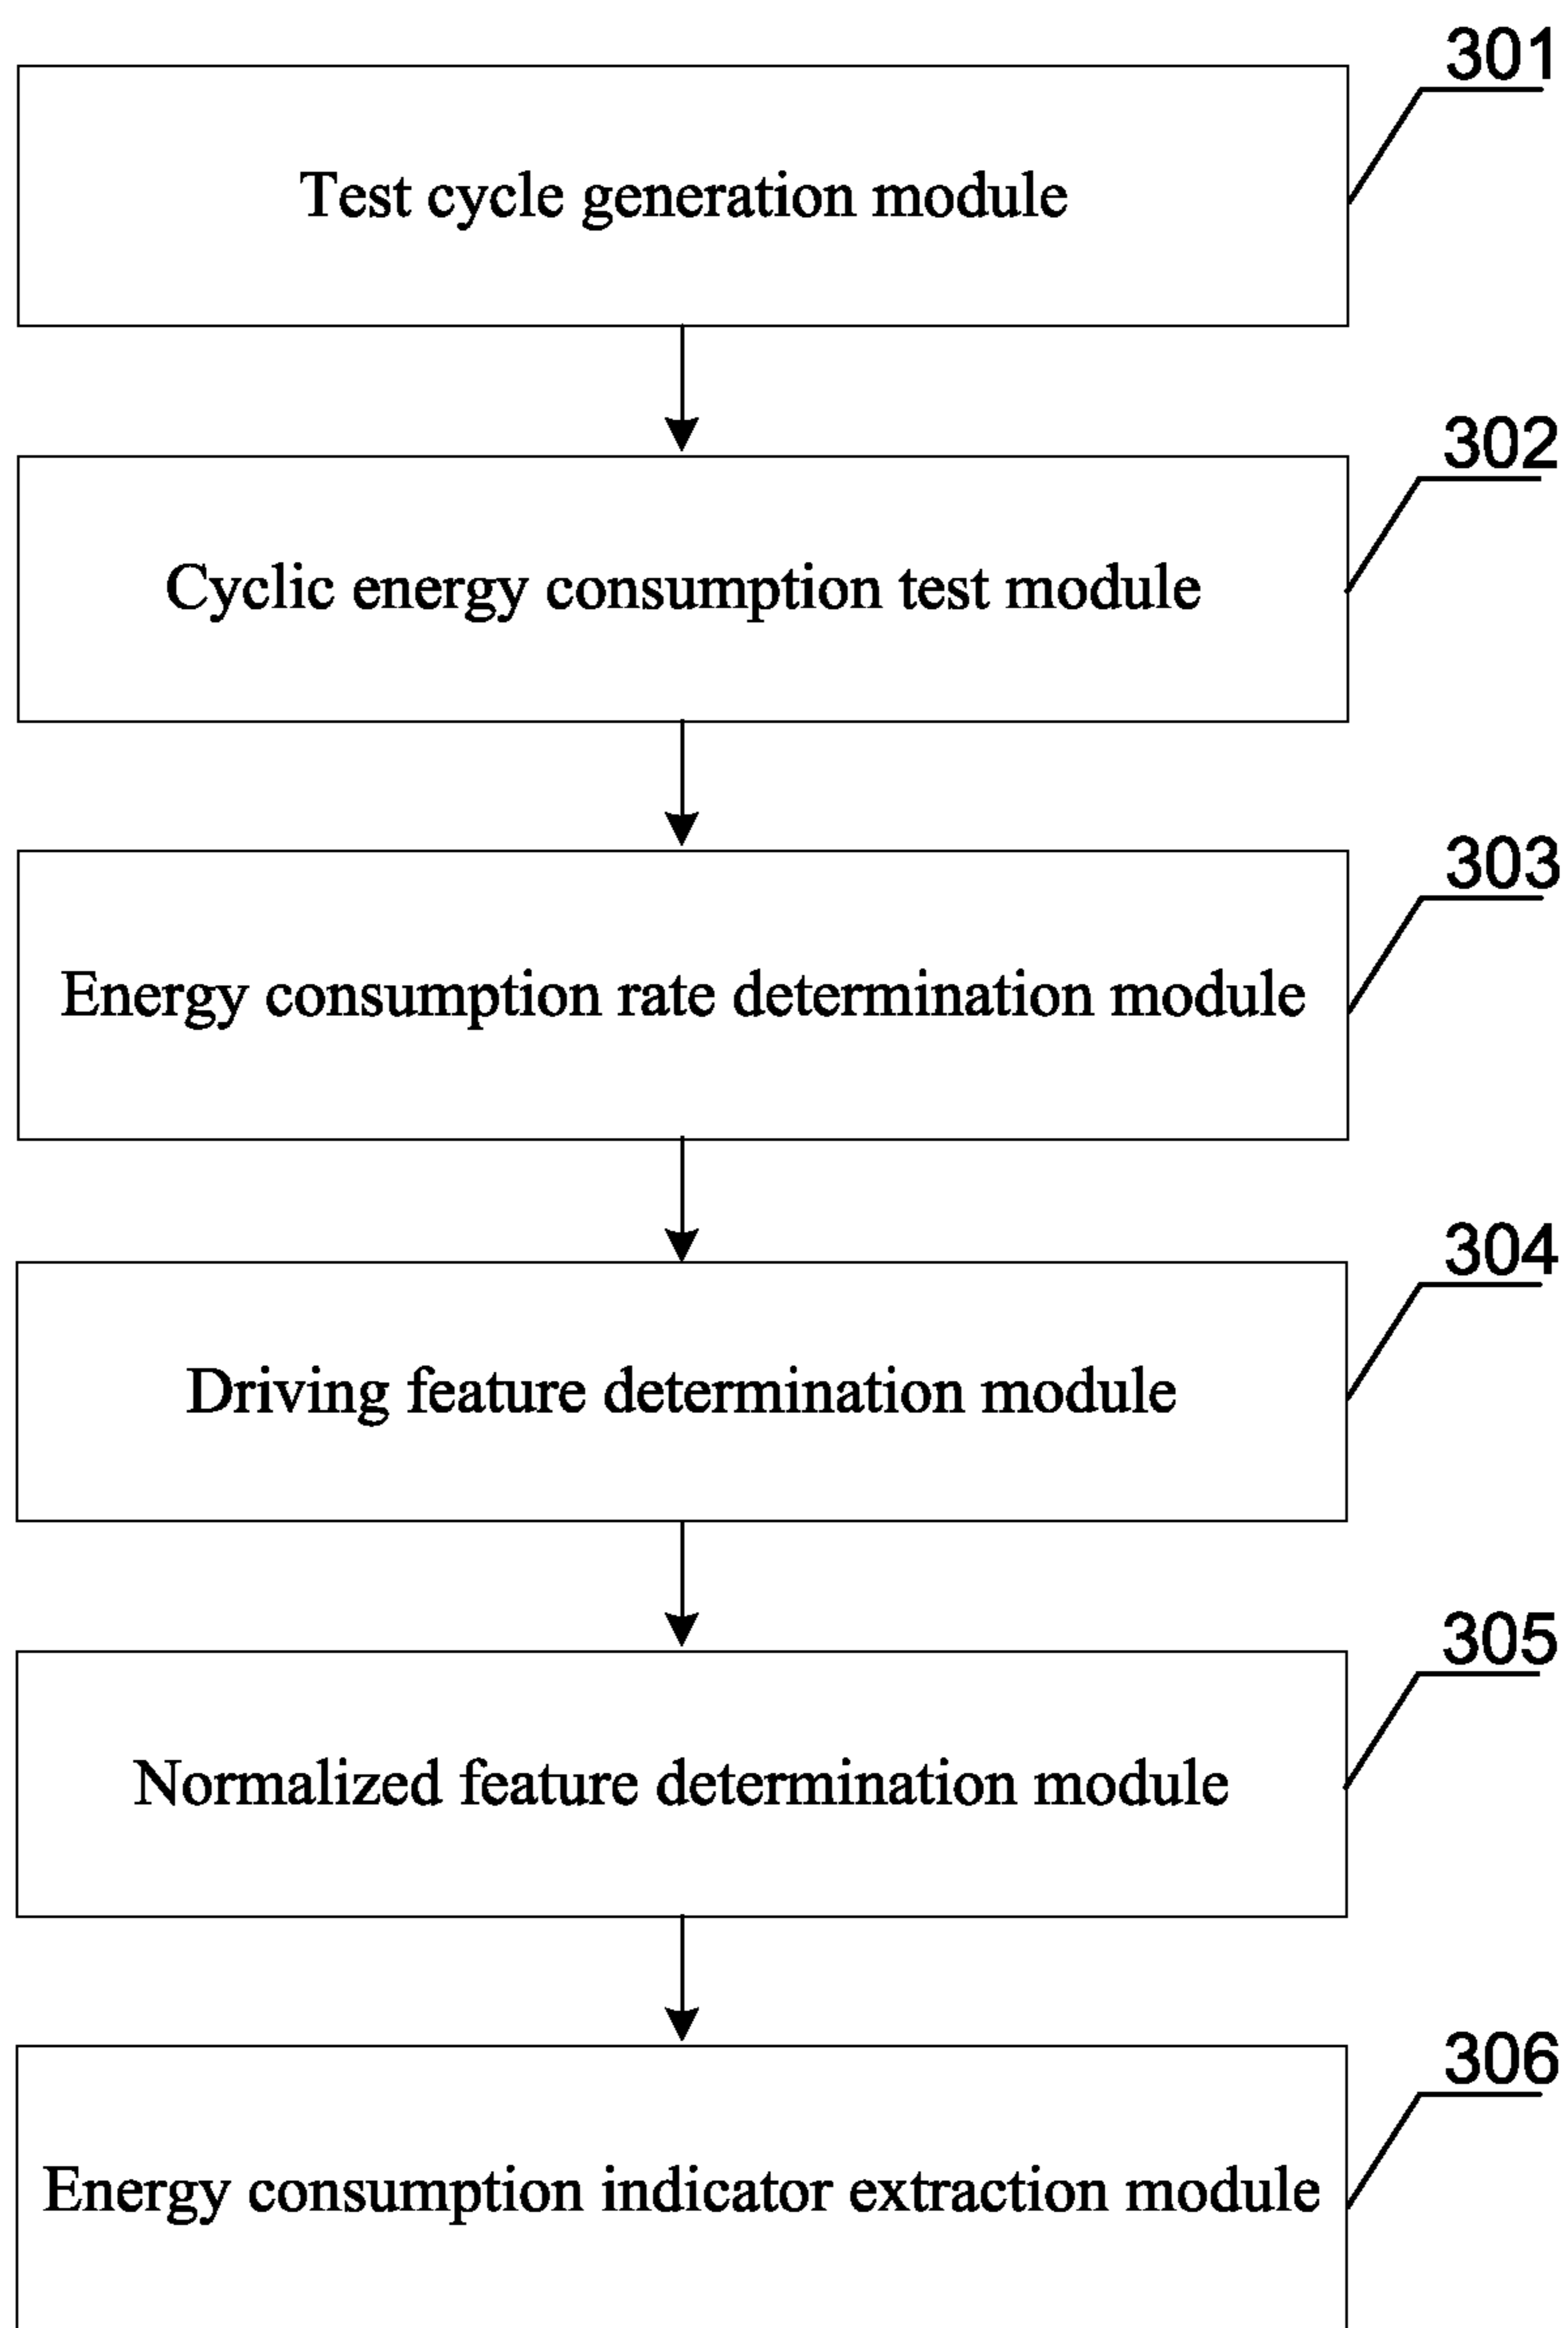 301
Test cycle generation module
302
Cyclic energy consumption test module
303
Energy consumption rate determination module
304
Driving feature determination module
305
Normalized feature determination module
306
Energy consumption indicator extraction module